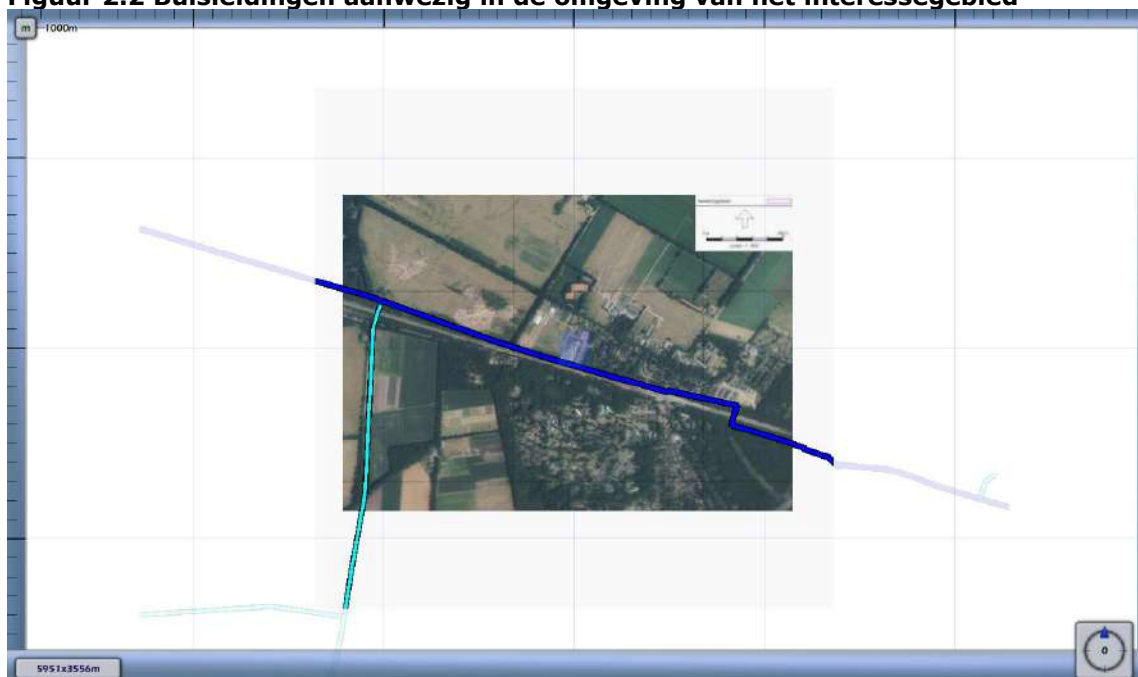 Figuur 2.2 Buisleidingen aanwezig in de omgeving van het interessegebied
m
1000m
0
5951x3556m